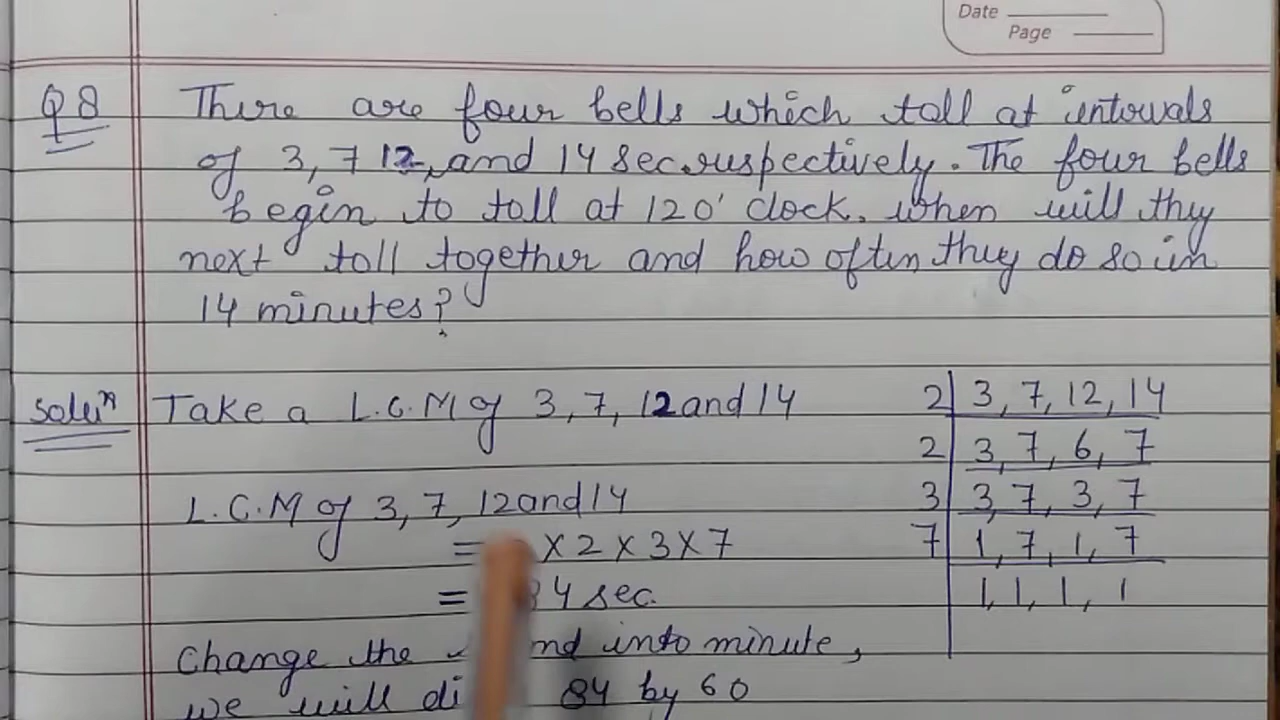 Date
Page
Q 8 There are four bells which toll at intervals
of 3, 7 12, and 14 sec. respectively. The four bells
begin to toll at 12 O' clock. when will they
next toll together and how often they do so in
14 minutes?
Solun Take a L.C.M of 3, 7, 12 and 14
2 3, 7, 12, 14
2 3, 7, 6, 7
L.C.M of 3, 7, 12 and 14
3 3, 7, 3, 7
= X 2 X 3 X 7
7 1, 7, 1, 7
= 84 sec.
1, 1, 1, 1
Change the into minute,
we will 84 by 60